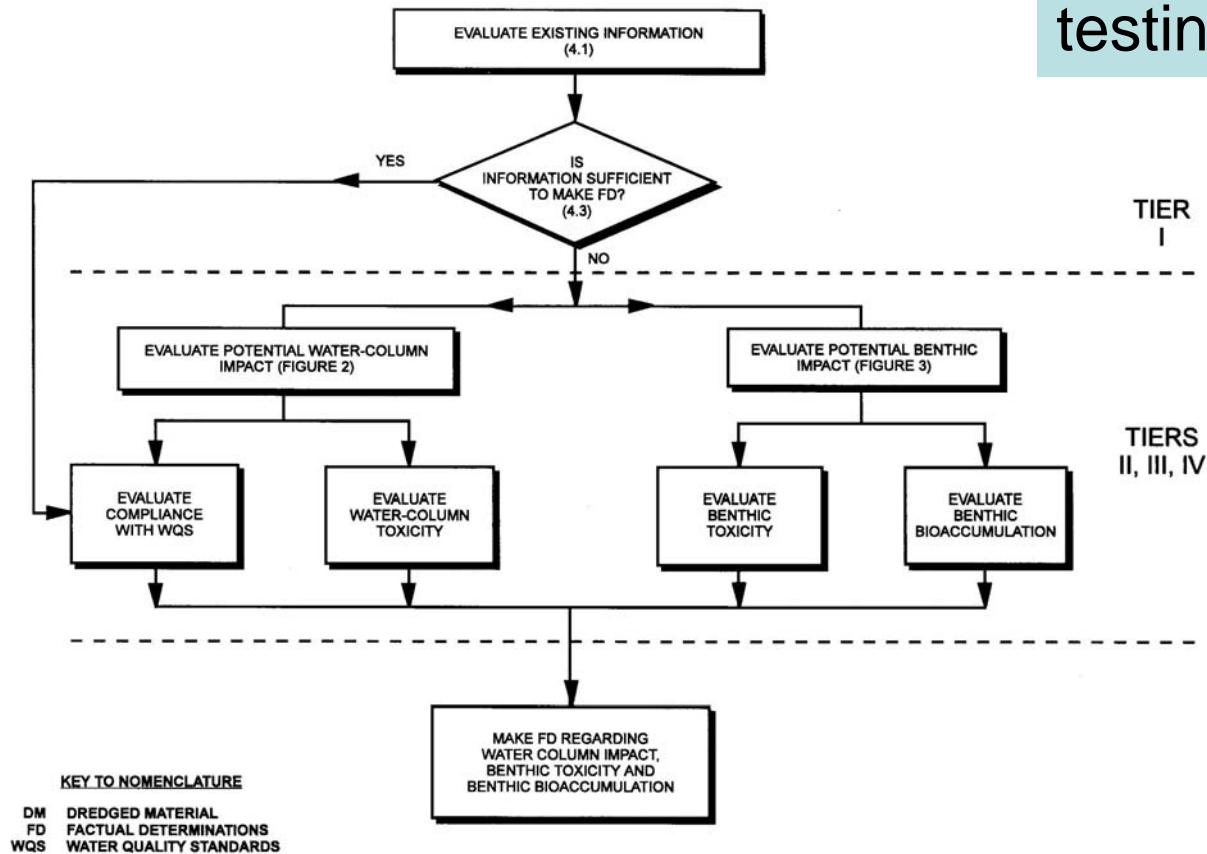 testin
EVALUATE EXISTING INFORMATION
(4.1)
YES
IS
INFORMATION SUFFICIENT
TO MAKE FD?
(4.3)
TIER
I
NO
EVALUATE POTENTIAL WATER-COLUMN
IMPACT (FIGURE 2)
EVALUATE POTENTIAL BENTHIC
IMPACT (FIGURE 3)
TIERS
II, III, IV
EVALUATE
COMPLIANCE
WITH WQS
EVALUATE
WATER-COLUMN
TOXICITY
EVALUATE
BENTHIC
TOXICITY
EVALUATE
BENTHIC
BIOACCUMULATION
MAKE FD REGARDING
WATER COLUMN IMPACT,
BENTHIC TOXICITY AND
BENTHIC BIOACCUMULATION
KEY TO NOMENCLATURE
DM DREDGED MATERIAL
FD FACTUAL DETERMINATIONS
WQS WATER QUALITY STANDARDS